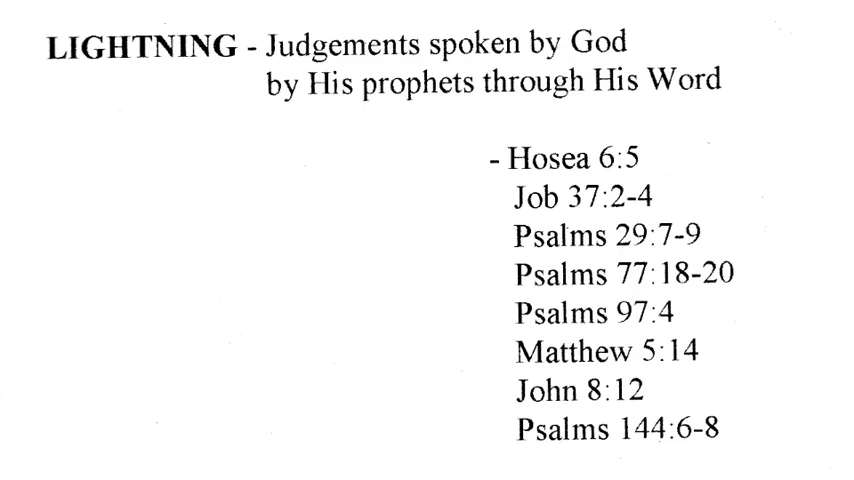 LIGHTNING - Judgements spoken by God
by His prophets through His Word
- Hosea 6:5
Job 37:2-4
Psalms 29:7-9
Psalms 77:18-20
Psalms 97:4
Matthew 5:14
John 8:12
Psalms 144:6-8